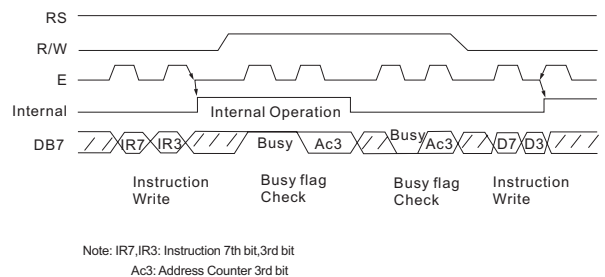 RS
R/W
E
Internal Internal Operation
DB7 IR7 IR3 Busy Ac3 Busy Ac3 D7 D3
Instruction Write
Busy flag Check
Busy flag Check
Instruction Write
Note: IR7,IR3: Instruction 7th bit,3rd bit
Ac3: Address Counter 3rd bit